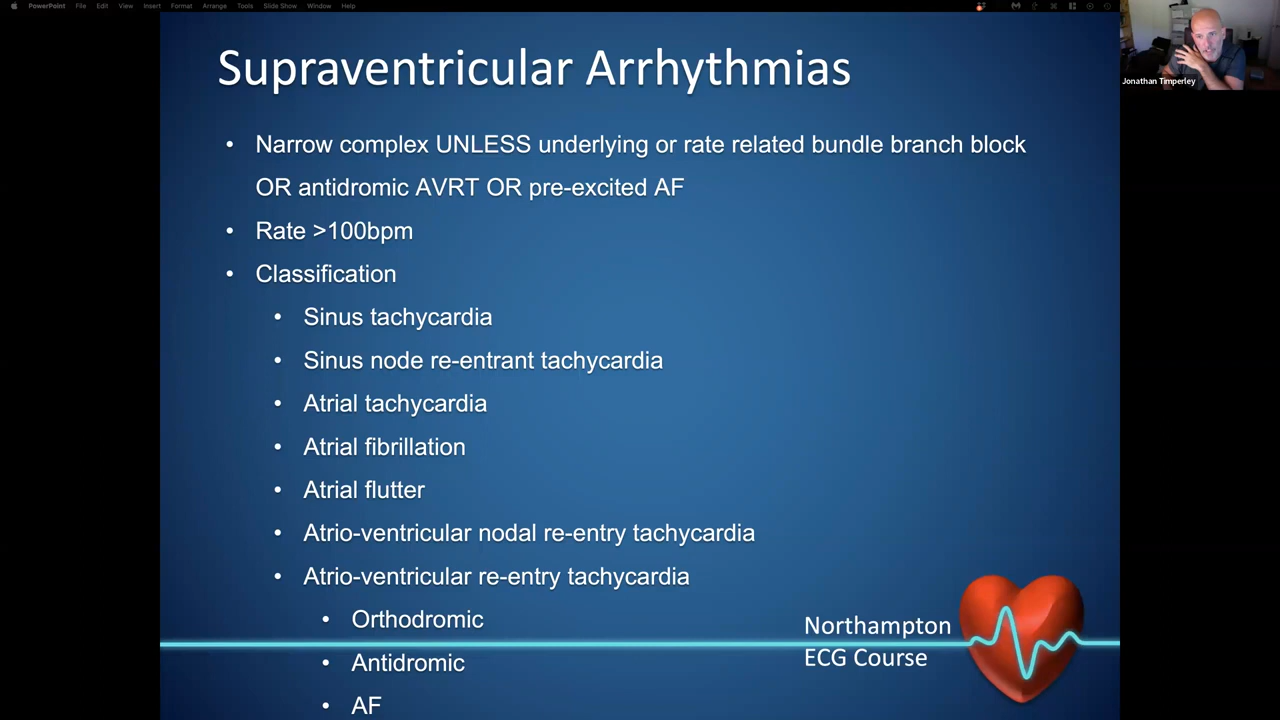 PowerPoint File Edit View Insert Format Arrange Tools Slide Show Window Help
Jonathan Timperley
Supraventricular Arrhythmias
• Narrow complex UNLESS underlying or rate related bundle branch block
OR antidromic AVRT OR pre-excited AF
• Rate >100bpm
• Classification
• Sinus tachycardia
• Sinus node re-entrant tachycardia
• Atrial tachycardia
• Atrial fibrillation
• Atrial flutter
• Atrio-ventricular nodal re-entry tachycardia
• Atrio-ventricular re-entry tachycardia
• Orthodromic
• Antidromic
• AF
Northampton
ECG Course